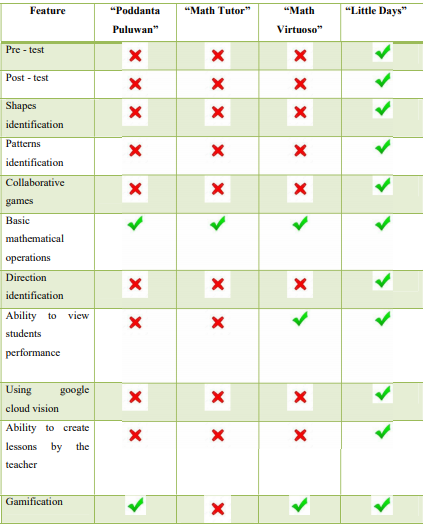 Feature
“Poddanta
Puluwan”
“Math Tutor”
“Math
Virtuoso”
“Little Days”
Pre - test
Post - test
Shapes
identification
Patterns
identification
Collaborative
games
Basic
mathematical
operations
Direction
identification
Ability to view
students
performance
Using google
cloud vision
Ability to create
lessons by the
teacher
Gamification